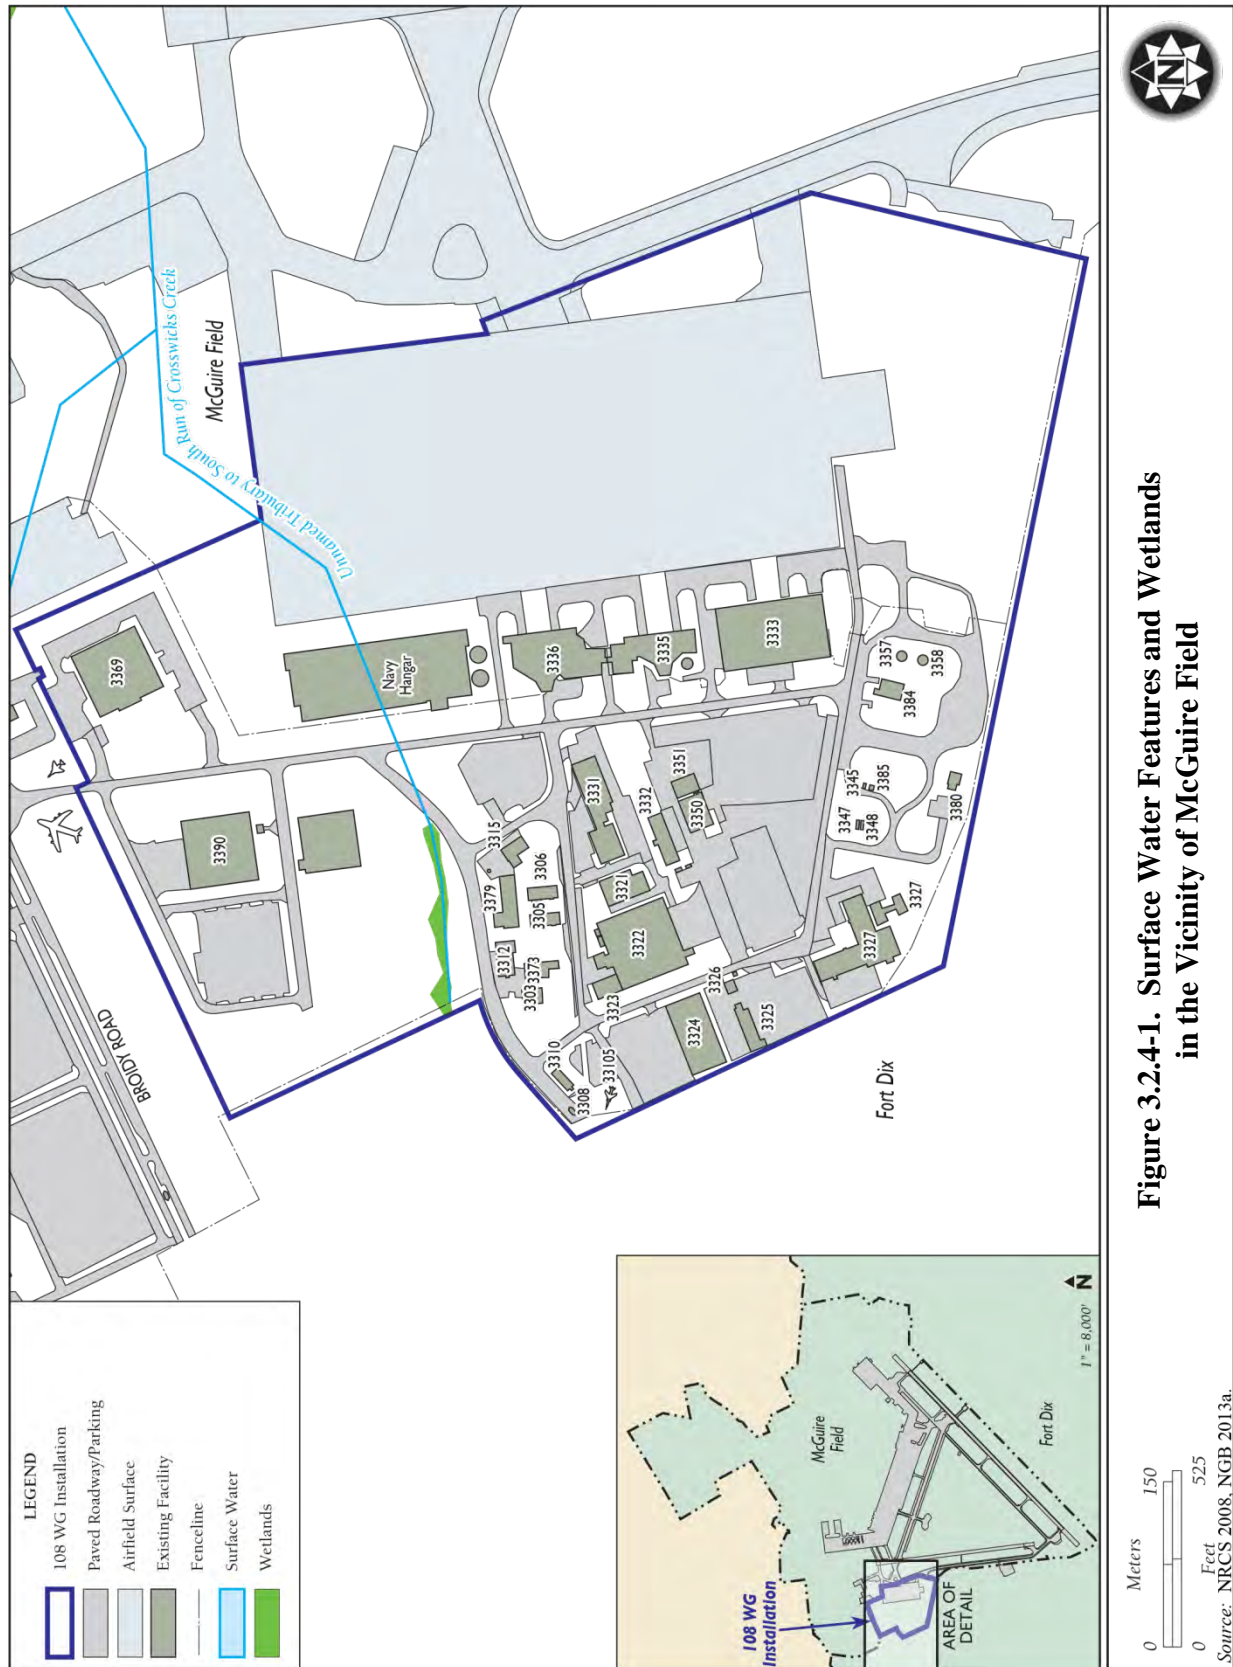 LEGEND
108 WG Installation
Paved Roadway/Parking
Airfield Surface
Existing Facility
Fenceline
Surface Water
Wetlands
BROIDY ROAD
McGuire Field
Unnamed Tributary to South Run of Crosswicks Creek
3369
3390
Navy
Hangar
3315
3379
3306
3305
3312
3373
3303
3310
3308
33105
3336
3335
3333
3331
3332
3351
3350
3321
3322
3323
3326
3324
3325
3357
3358
3384
3345
3385
3347
3348
3380
3327
3327
Fort Dix
108 WG
Installation
AREA OF
DETAIL
McGuire
Field
Fort Dix
N
1" = 8,000'
Meters
0 150
0 525
Feet
Source: NRCS 2008, NGB 2013a.
Figure 3.2.4-1. Surface Water Features and Wetlands
in the Vicinity of McGuire Field
N